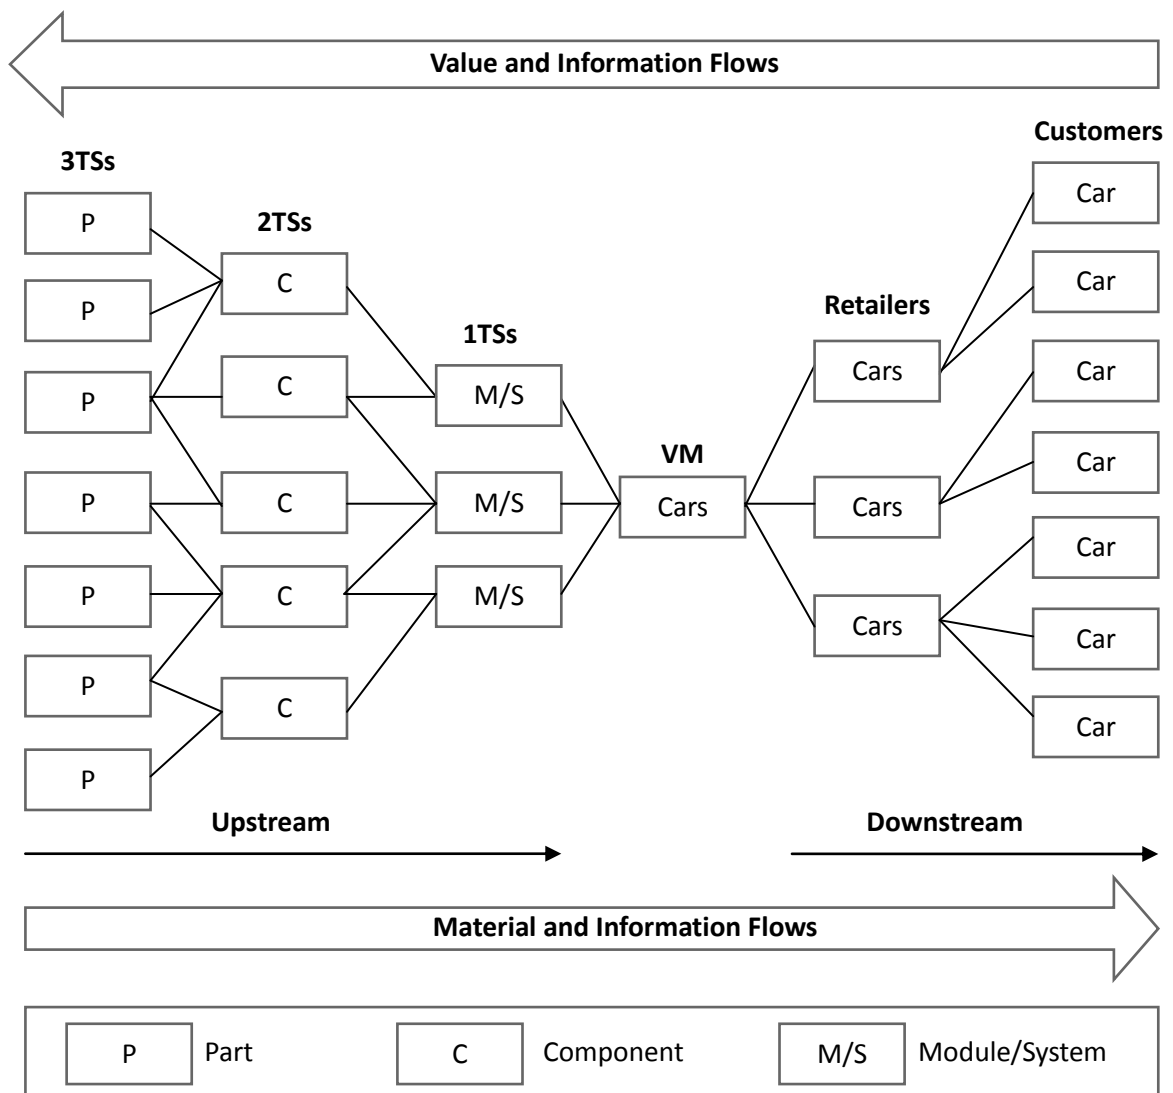 Value and Information Flows
Customers
3TSs
Car
P
2TSs
C
Car
P
Retailers
1TSs
Car
Cars
P
C
M/S
VM
Car
P
C
M/S
Cars
Cars
Car
P
C
M/S
Cars
Car
P
C
Car
P
Upstream
Downstream
Material and Information Flows
P
Part
C
Component
M/S
Module/System